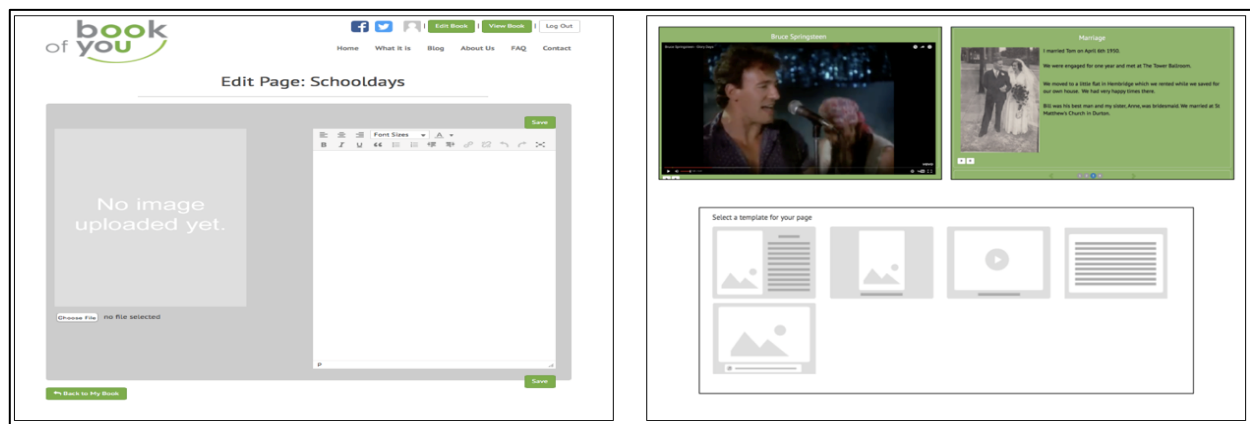 book
of you
Edit Book | View Book | Log Out
Home What it is Blog About Us FAQ Contact
Edit Page: Schooldays
Save
Font Sizes A
B I U
No image
uploaded yet.
Choose File no file selected
P
Save
Back to My Book
Bruce Springsteen
Bruce Springsteen - Glory Days
Marriage
I married Tom on April 6th 1950.
We were engaged for one year and met at The Tower Ballroom.
We moved to a little flat in Hembridge which we rented while we saved for
our own house. We had very happy times there.
Bill was his best man and my sister, Anne, was bridesmaid. We married at St
Matthew's Church in Durton.
Select a template for your page